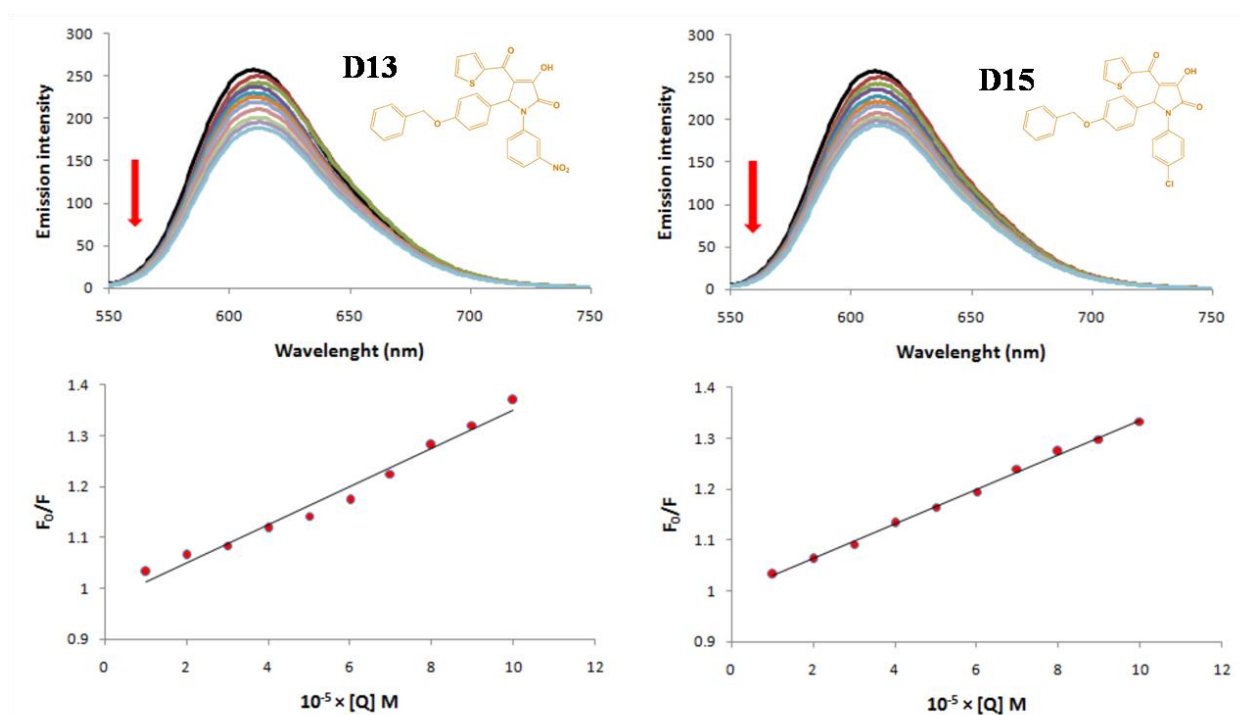 D13
Emission intensity
300
250
200
150
100
50
0
550
600
650
700
750
Wavelenght (nm)
S
O
OH
O
N
O
NO₂
D15
Emission intensity
300
250
200
150
100
50
0
550
600
650
700
750
Wavelenght (nm)
S
O
OH
O
N
O
Cl
F₀/F
1.4
1.3
1.2
1.1
1
0.9
0
2
4
6
8
10
12
10⁻⁵ × [Q] M
F₀/F
1.4
1.3
1.2
1.1
1
0.9
0
2
4
6
8
10
12
10⁻⁵ × [Q] M